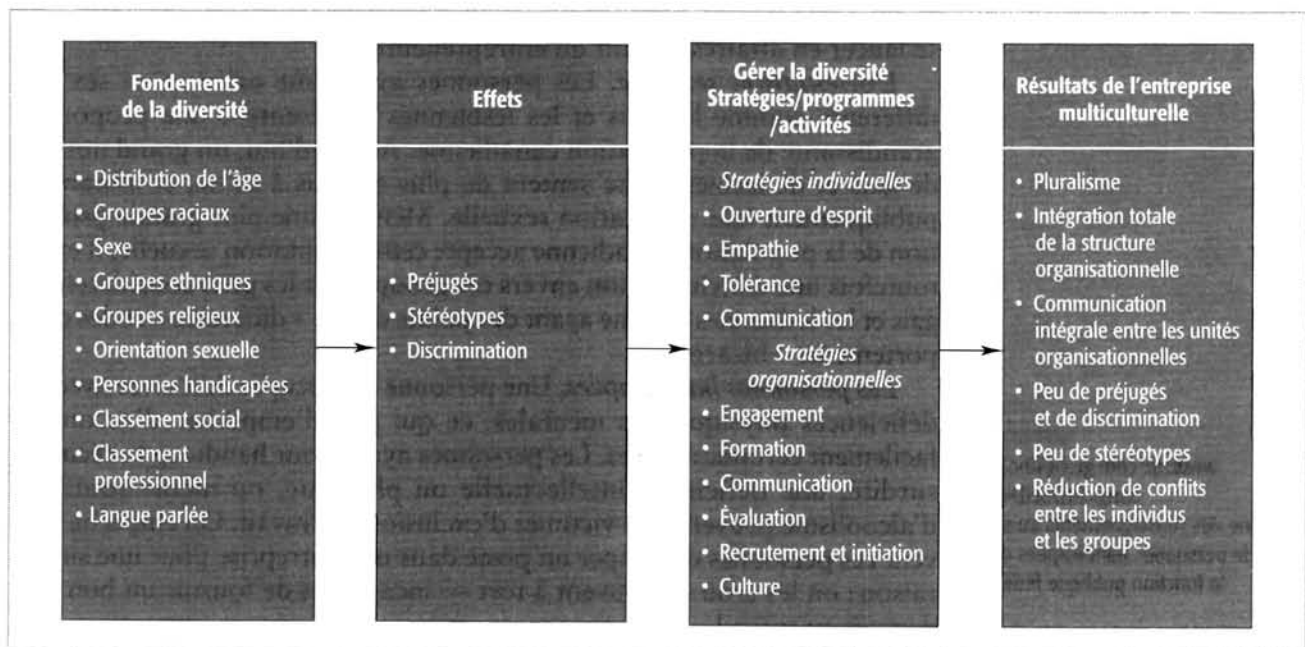 Fondements
de la diversité
• Distribution de l'âge
• Groupes raciaux
• Sexe
• Groupes ethniques
• Groupes religieux
• Orientation sexuelle
• Personnes handicapées
• Classement social
• Classement
professionnel
• Langue parlée
Effets
• Préjugés
• Stéréotypes
• Discrimination
Gérer la diversité
Stratégies/programmes
/activités
Stratégies individuelles
• Ouverture d'esprit
• Empathie
• Tolérance
• Communication
Stratégies
organisationnelles
• Engagement
• Formation
• Communication
• Évaluation
• Recrutement et initiation
• Culture
Résultats de l'entreprise
multiculturelle
• Pluralisme
• Intégration totale
de la structure
organisationnelle
• Communication
intégrale entre les unités
organisationnelles
• Peu de préjugés
et de discrimination
• Peu de stéréotypes
• Réduction de conflits
entre les individus
et les groupes